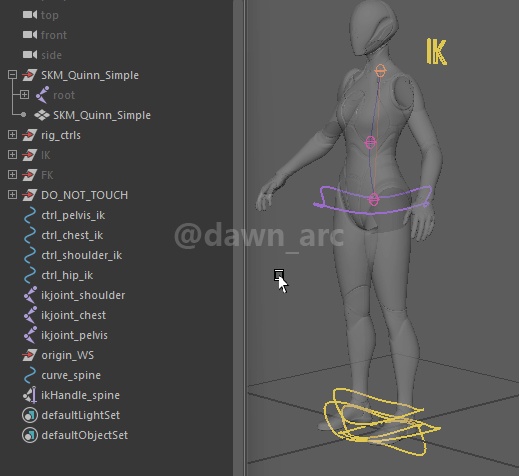 top
front
side
SKM_Quinn_Simple
root
SKM_Quinn_Simple
rig_ctrls
IK
FK
DO_NOT_TOUCH
ctrl_pelvis_ik
ctrl_chest_ik
ctrl_shoulder_ik
ctrl_hip_ik
ikjoint_shoulder
ikjoint_chest
ikjoint_pelvis
origin_WS
curve_spine
ikHandle_spine
defaultLightSet
defaultObjectSet
IK
@dawn_arc